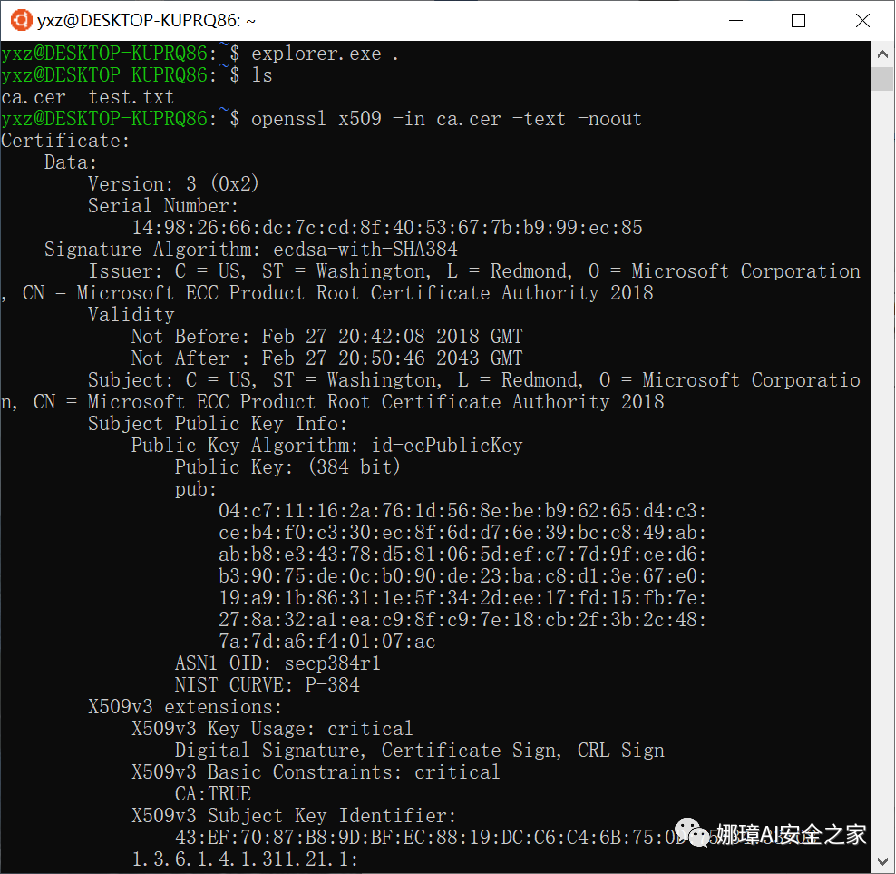 yxz@DESKTOP-KUPRQ86: ~
yxz@DESKTOP-KUPRQ86:~$ explorer.exe .
yxz@DESKTOP-KUPRQ86:~$ ls
ca.cer  test.txt
yxz@DESKTOP-KUPRQ86:~$ openssl x509 -in ca.cer -text -noout
Certificate:
Data:
Version: 3 (0x2)
Serial Number:
14:98:26:66:dc:7c:cd:8f:40:53:67:7b:b9:99:ec:85
Signature Algorithm: ecdsa-with-SHA384
Issuer: C = US, ST = Washington, L = Redmond, O = Microsoft Corporation
, CN = Microsoft ECC Product Root Certificate Authority 2018
Validity
Not Before: Feb 27 20:42:08 2018 GMT
Not After : Feb 27 20:50:46 2043 GMT
Subject: C = US, ST = Washington, L = Redmond, O = Microsoft Corporatio
n, CN = Microsoft ECC Product Root Certificate Authority 2018
Subject Public Key Info:
Public Key Algorithm: id-ecPublicKey
Public Key: (384 bit)
pub:
04:c7:11:16:2a:76:1d:56:8e:be:b9:62:65:d4:c3:
ce:b4:f0:c3:30:ec:8f:6d:d7:6e:39:bc:c8:49:ab:
ab:b8:e3:43:78:d5:81:06:5d:ef:c7:7d:9f:ce:d6:
b3:90:75:de:0c:b0:90:de:23:ba:c8:d1:3e:67:e0:
19:a9:1b:86:31:1e:5f:34:2d:ee:17:fd:15:fb:7e:
27:8a:32:a1:ea:c9:8f:c9:7e:18:cb:2f:3b:2c:48:
7a:7d:a6:f4:01:07:ac
ASN1 OID: secp384r1
NIST CURVE: P-384
X509v3 extensions:
X509v3 Key Usage: critical
Digital Signature, Certificate Sign, CRL Sign
X509v3 Basic Constraints: critical
CA:TRUE
X509v3 Subject Key Identifier:
43:EF:70:87:B8:9D:BF:EC:88:19:DC:C6:C4:6B:75:0D
1.3.6.1.4.1.311.21.1:
娜璋AI安全之家